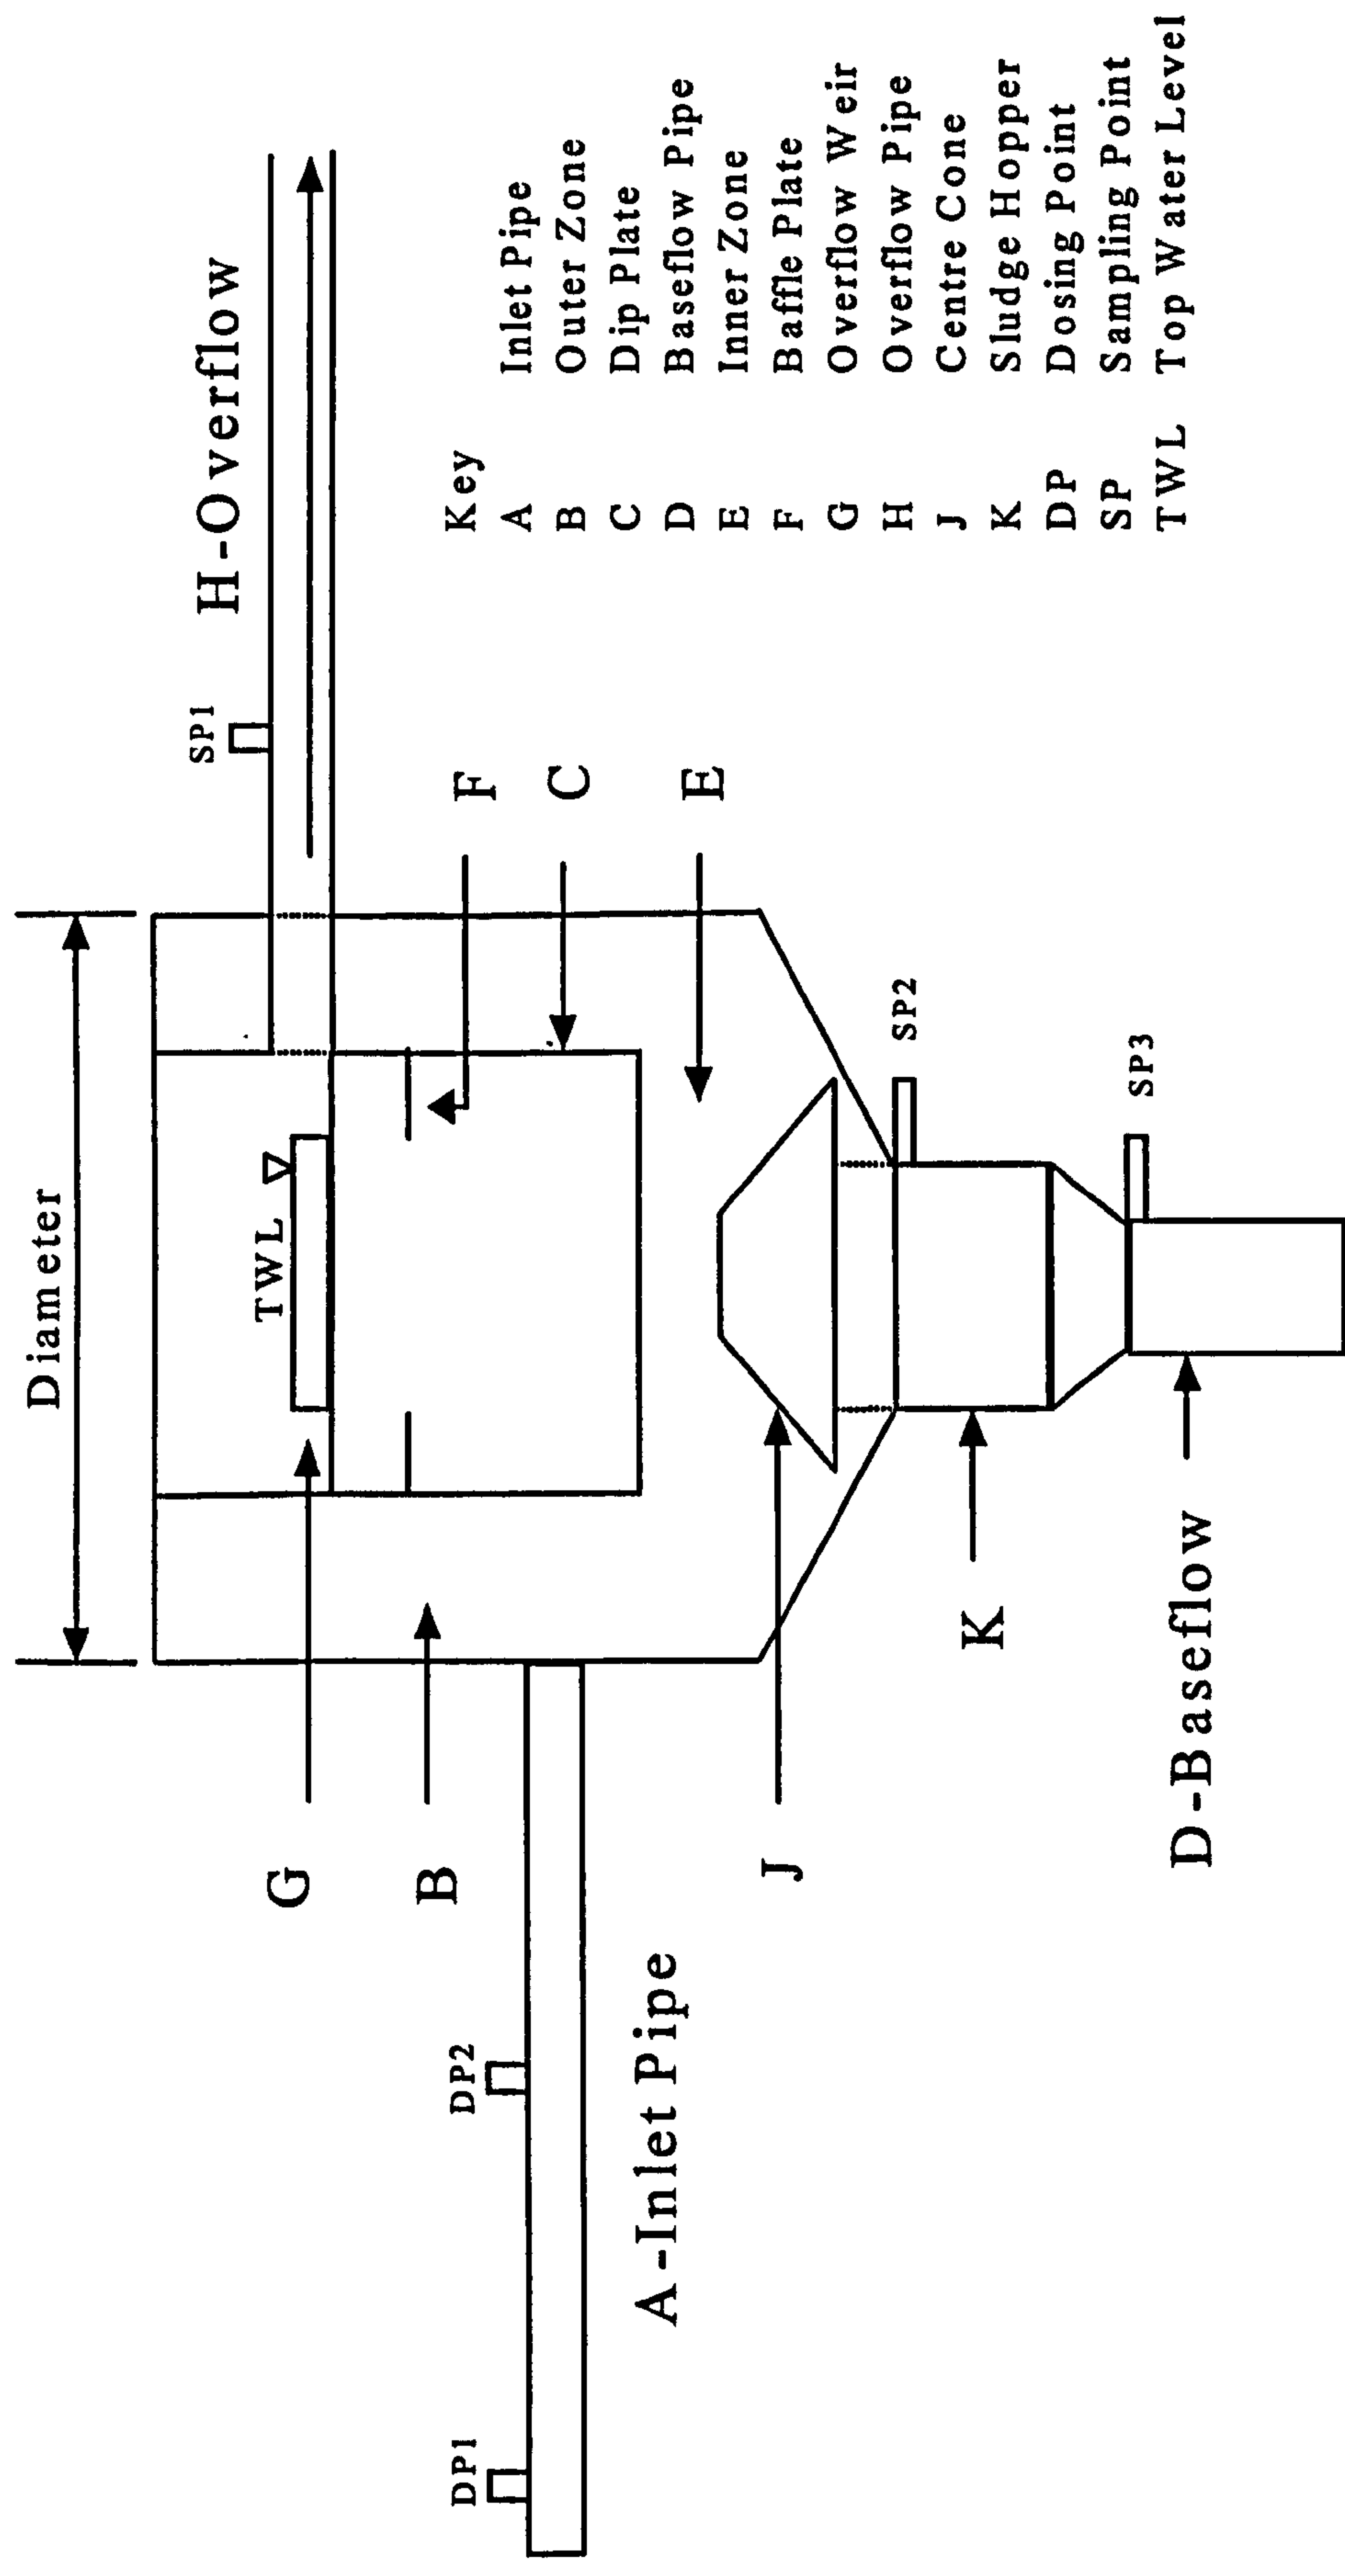 Diameter
H-Overflow
SP1
TWL
G
F
B
C
E
DP1
DP2
A-Inlet Pipe
J
SP2
K
SP3
D-Baseflow
Key
A Inlet Pipe
B Outer Zone
C Dip Plate
D Baseflow Pipe
E Inner Zone
F Baffle Plate
G Overflow Weir
H Overflow Pipe
J Centre Cone
K Sludge Hopper
DP Dosing Point
SP Sampling Point
TWL Top Water Level